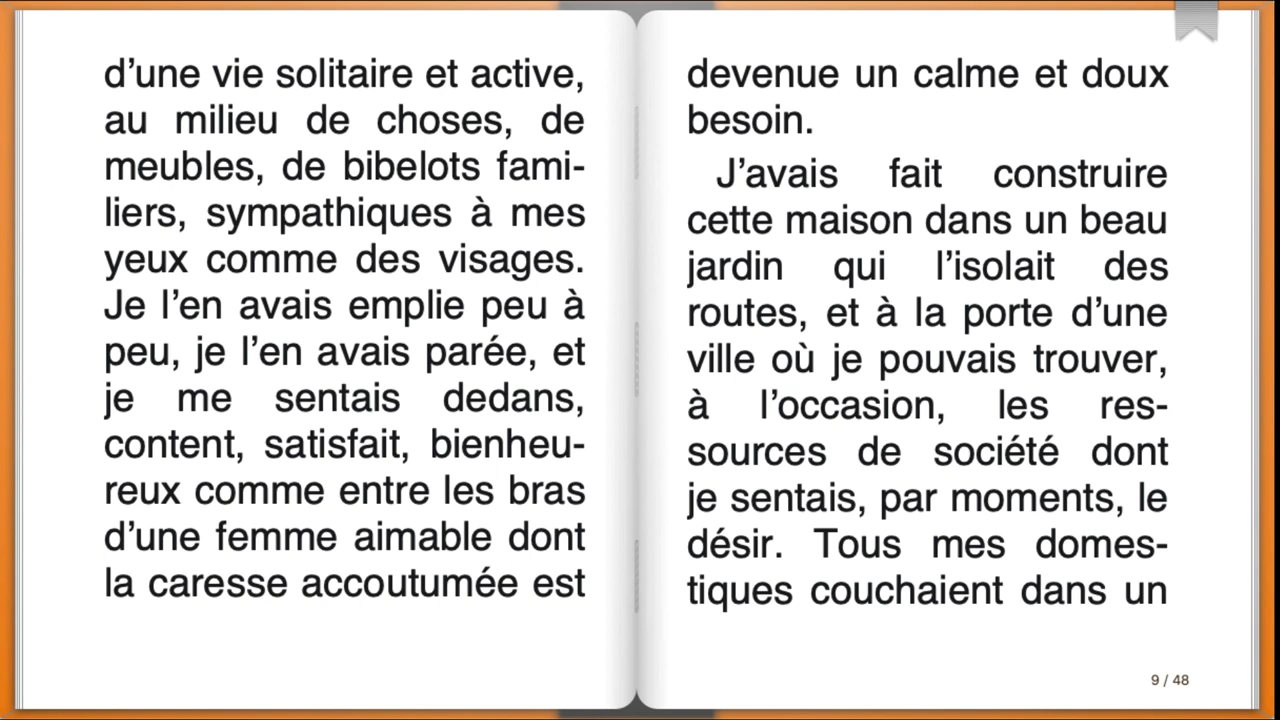 d’une vie solitaire et active,
au milieu de choses, de
meubles, de bibelots fami-
liers, sympathiques à mes
yeux comme des visages.
Je l’en avais emplie peu à
peu, je l’en avais parée, et
je me sentais dedans,
content, satisfait, bienheu-
reux comme entre les bras
d’une femme aimable dont
la caresse accoutumée est
devenue un calme et doux
besoin.
J’avais fait construire
cette maison dans un beau
jardin qui l’isolait des
routes, et à la porte d’une
ville où je pouvais trouver,
à l’occasion, les res-
sources de société dont
je sentais, par moments, le
désir. Tous mes domes-
tiques couchaient dans un
9 / 48